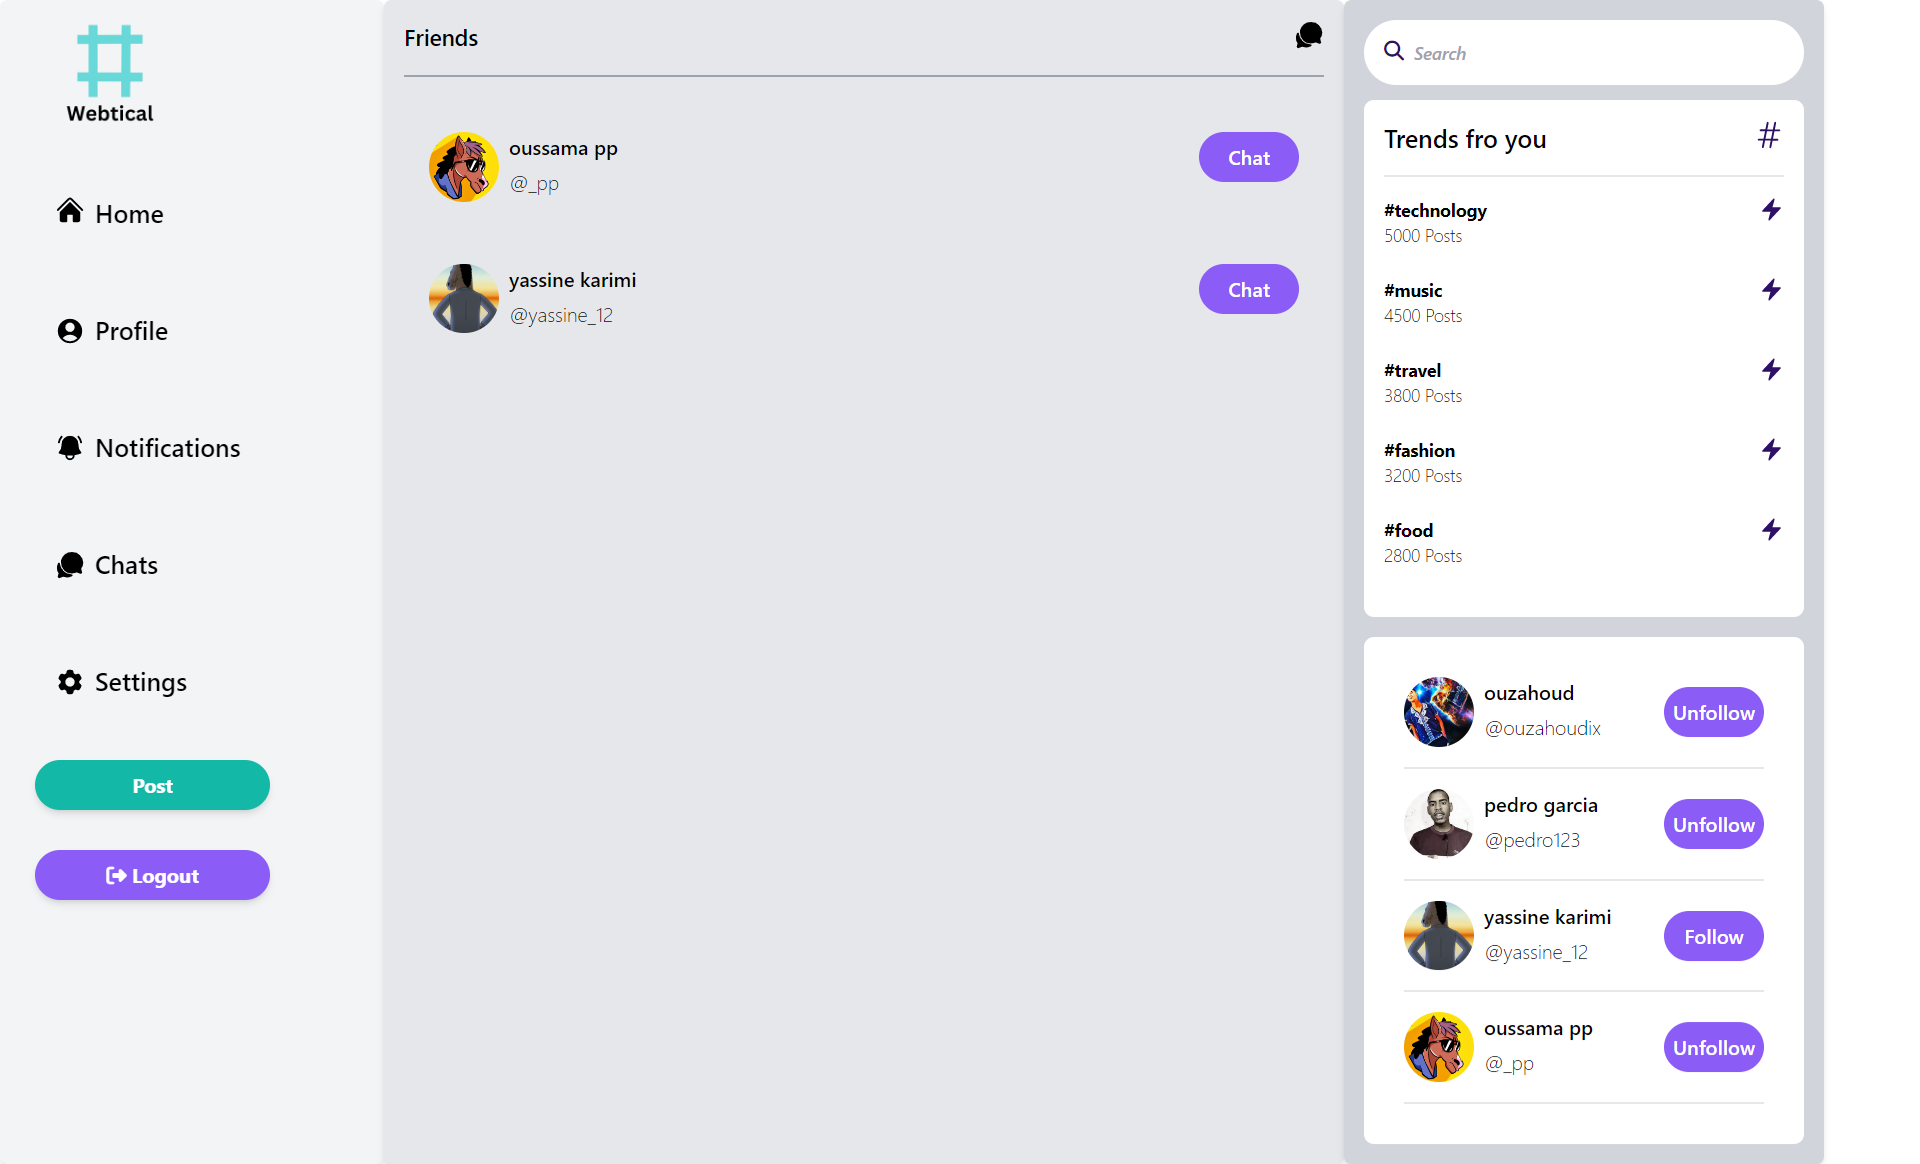 Webtical
Home
Profile
Notifications
Chats
Settings
Post
Logout
Friends
oussama pp
@_pp
Chat
yassine karimi
@yassine_12
Chat
Search
Trends fro you
#technology
5000 Posts
#music
4500 Posts
#travel
3800 Posts
#fashion
3200 Posts
#food
2800 Posts
ouzahoud
@ouzahoudix
Unfollow
pedro garcia
@pedro123
Unfollow
yassine karimi
@yassine_12
Follow
oussama pp
@_pp
Unfollow